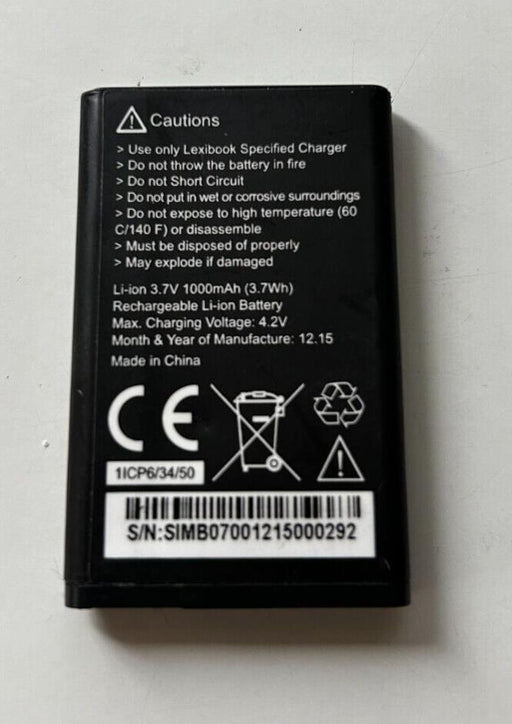 Cautions
> Use only Lexibook Specified Charger
> Do not throw the battery in fire
> Do not Short Circuit
> Do not put in wet or corrosive surroundings
> Do not expose to high temperature (60
C/140 F) or disassemble
> Must be disposed of properly
> May explode if damaged
Li-ion 3.7V 1000mAh (3.7Wh)
Rechargeable Li-ion Battery
Max. Charging Voltage: 4.2V
Month & Year of Manufacture: 12.15
Made in China
CE
1ICP6/34/50
S/N:SIMB07001215000292